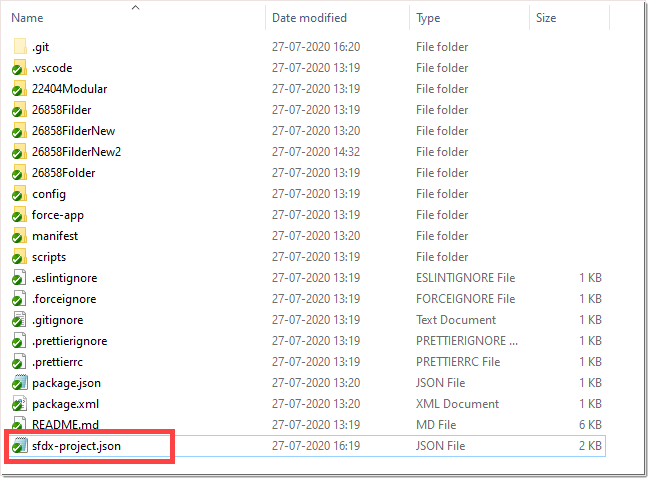 Name Date modified Type Size
.git 27-07-2020 16:20 File folder
.vscode 27-07-2020 13:19 File folder
22404Modular 27-07-2020 13:19 File folder
26858Filder 27-07-2020 13:19 File folder
26858FilderNew 27-07-2020 13:20 File folder
26858FilderNew2 27-07-2020 14:32 File folder
26858Folder 27-07-2020 13:19 File folder
config 27-07-2020 13:19 File folder
force-app 27-07-2020 13:19 File folder
manifest 27-07-2020 13:20 File folder
scripts 27-07-2020 13:19 File folder
.eslintignore 27-07-2020 13:19 ESLINTIGNORE File 1 KB
.forceignore 27-07-2020 13:19 FORCEIGNORE File 1 KB
.gitignore 27-07-2020 13:19 Text Document 1 KB
.prettierignore 27-07-2020 13:19 PRETTIERIGNORE ... 1 KB
.prettierrc 27-07-2020 13:19 PRETTIERRC File 1 KB
package.json 27-07-2020 13:20 JSON File 1 KB
package.xml 27-07-2020 13:20 XML Document 1 KB
README.md 27-07-2020 13:19 MD File 6 KB
sfdx-project.json 27-07-2020 16:19 JSON File 2 KB